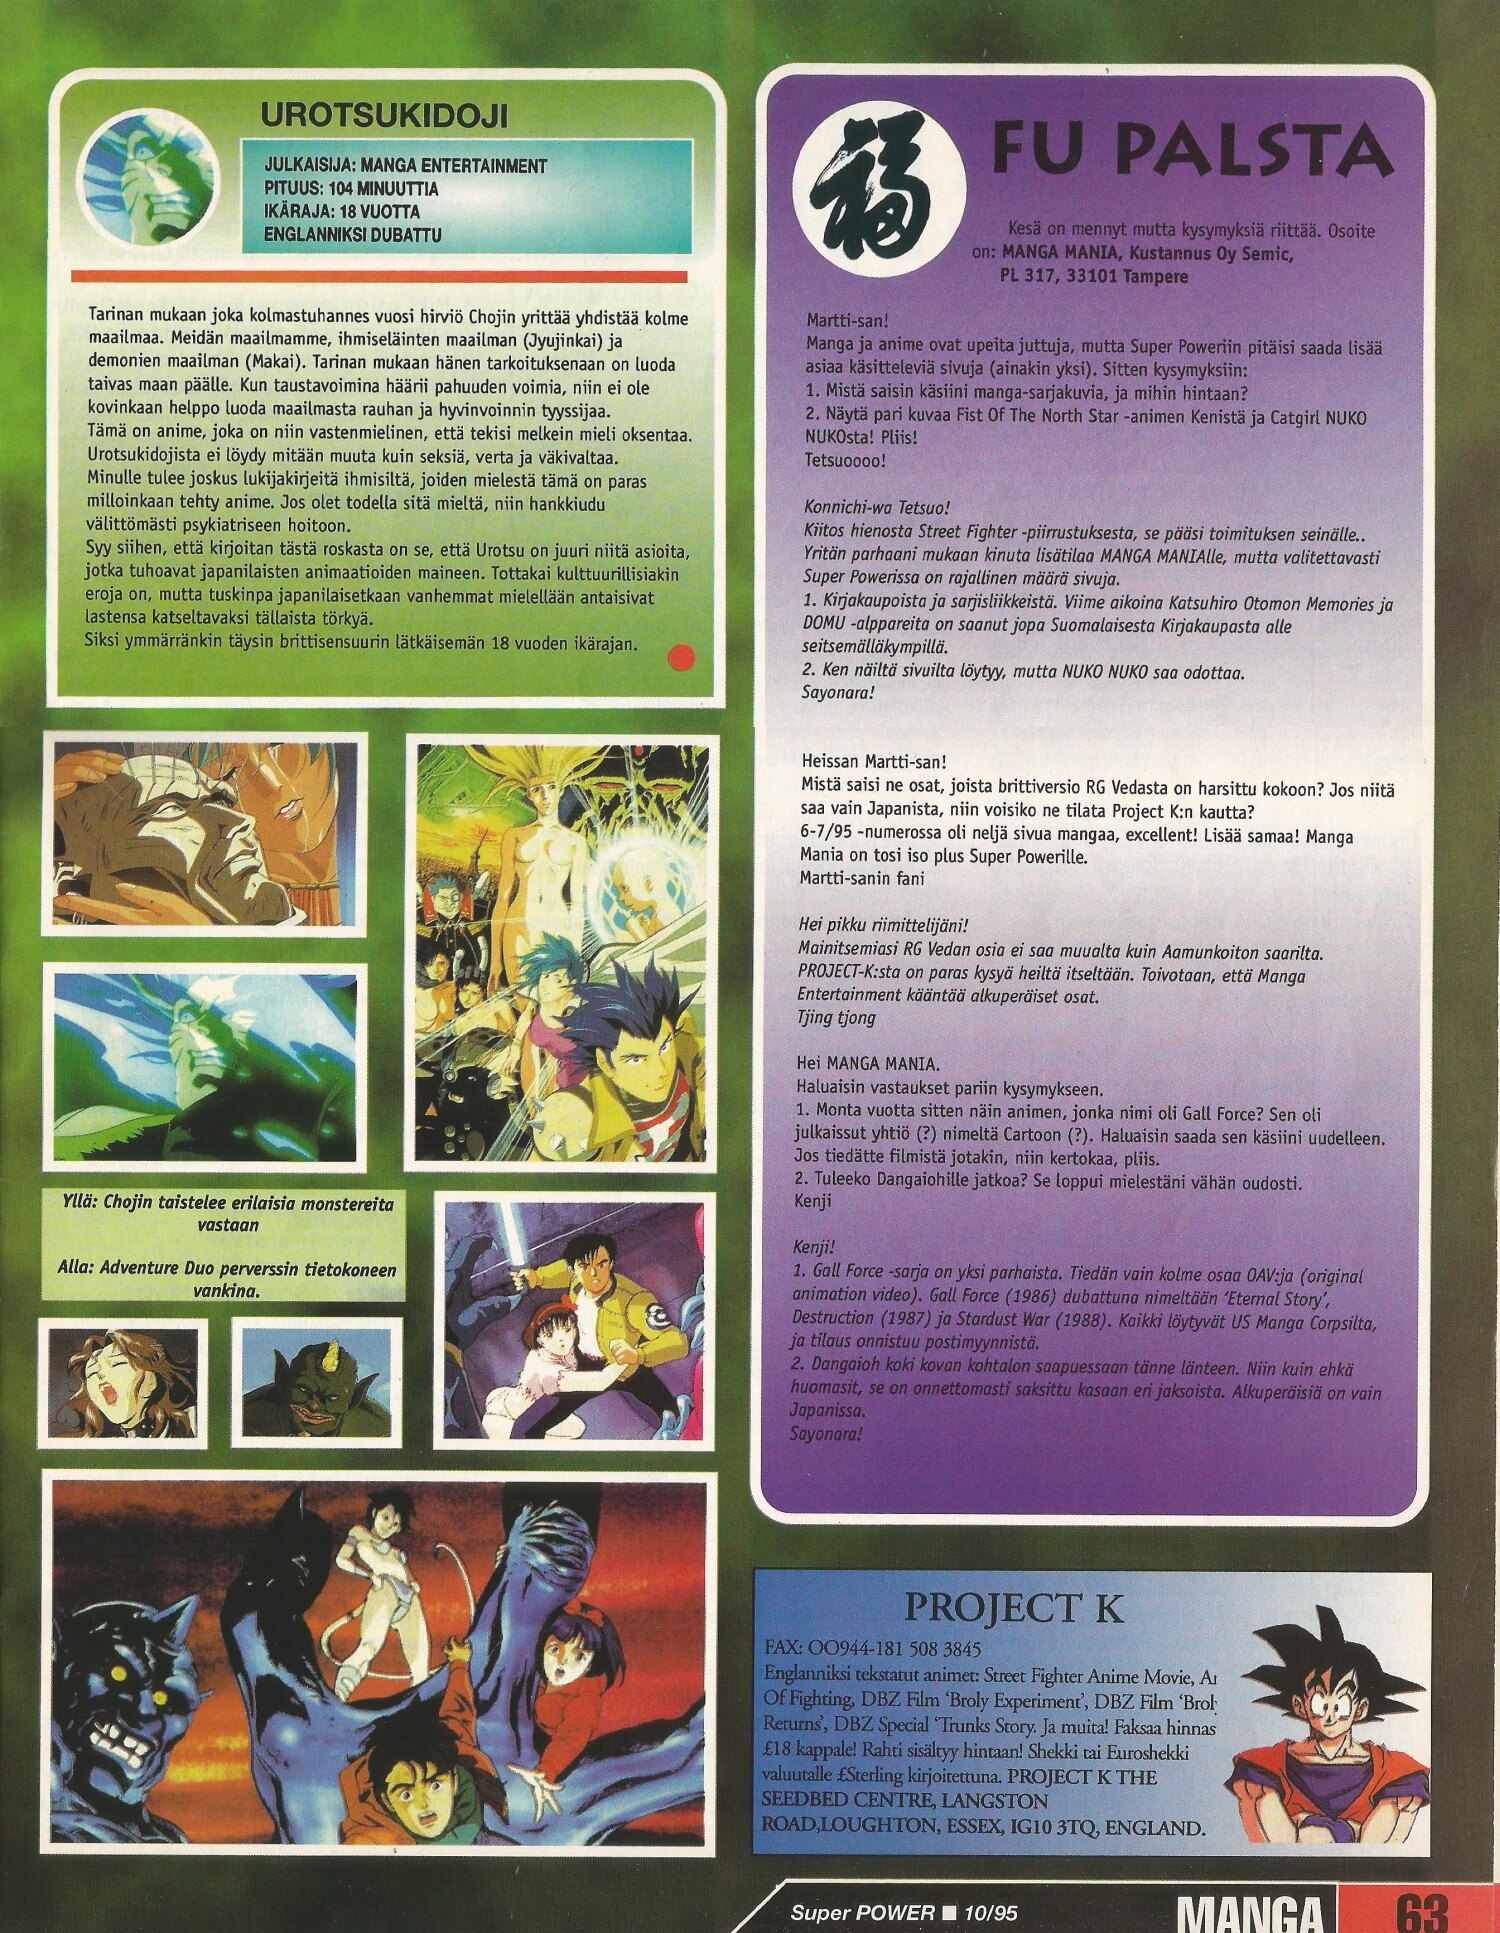 UROTSUKIDOJI
JULKAISIJA: MANGA ENTERTAINMENT
PITUUS: 104 MINUUTTIA
IKÄRAJA: 18 VUOTTA
ENGLANNIKSI DUBATTU
Tarinan mukaan joka kolmastuhannes vuosi hirviö Chojin yrittää yhdistää kolme
maailmaa. Meidän maailmamme, ihmiseläinten maailman (Jyujinkai) ja
demonien maailman (Makai). Tarinan mukaan hänen tarkoituksenaan on luoda
taivas maan päälle. Kun taustavoimina häärii pahuuden voimia, niin ei ole
kovinkaan helppo luoda maailmasta rauhan ja hyvinvoinnin tyyssijaa.
Tämä on anime, joka on niin vastenmielinen, että tekisi melkein mieli oksentaa.
Urotsukidojista ei löydy mitään muuta kuin seksiä, verta ja väkivaltaa.
Minulle tulee joskus lukijakirjeitä ihmisiltä, joiden mielestä tämä on paras
milloinkaan tehty anime. Jos olet todella sitä mieltä, niin hankkiudu
välittömästi psykiatriseen hoitoon.
Syy siihen, että kirjoitan tästä roskasta on se, että Urotsu on juuri niitä asioita,
jotka tuhoavat japanilaisten animaatioiden maineen. Tottakai kulttuurillisiakin
eroja on, mutta tuskinpa japanilaisetkaan vanhemmat mielellään antaisivat
lastensa katseltavaksi tällaista törkyä.
Siksi ymmärränkin täysin brittisensuurin lätkäisemän 18 vuoden ikärajan.
Yllä: Chojin taistelee erilaisia monstereita
vastaan
Alla: Adventure Duo perverssin tietokoneen
vankina.
福
FU PALSTA
Kesä on mennyt mutta kysymyksiä riittää. Osoite
on: MANGA MANIA, Kustannus Oy Semic,
PL 317, 33101 Tampere
Martti-san!
Manga ja anime ovat upeita juttuja, mutta Super Poweriin pitäisi saada lisää
asiaa käsitteleviä sivuja (ainakin yksi). Sitten kysymyksiin:
1. Mistä saisin käsiini manga-sarjakuvia, ja mihin hintaan?
2. Näytä pari kuvaa Fist Of The North Star -animen Kenistä ja Catgirl NUKO
NUKOsta! Pliis!
Tetsuoooo!
Konnichi-wa Tetsuo!
Kiitos hienosta Street Fighter -piirrustuksesta, se pääsi toimituksen seinälle..
Yritän parhaani mukaan kinuta lisätilaa MANGA MANIAlle, mutta valitettavasti
Super Powerissa on rajallinen määrä sivuja.
1. Kirjakaupoista ja sarjisliikkeistä. Viime aikoina Katsuhiro Otomon Memories ja
DOMU -alppareita on saanut jopa Suomalaisesta Kirjakaupasta alle
seitsemälläkympillä.
2. Ken näiltä sivuilta löytyy, mutta NUKO NUKO saa odottaa.
Sayonara!
Heissan Martti-san!
Mistä saisi ne osat, joista brittiversio RG Vedasta on harsittu kokoon? Jos niitä
saa vain Japanista, niin voisiko ne tilata Project K:n kautta?
6-7/95 -numerossa oli neljä sivua mangaa, excellent! Lisää samaa! Manga
Mania on tosi iso plus Super Powerille.
Martti-sanin fani
Hei pikku riimittelijäni!
Mainitsemiasi RG Vedan osia ei saa muualta kuin Aamunkoiton saarilta.
PROJECT-K:sta on paras kysyä heiltä itseltään. Toivotaan, että Manga
Entertainment kääntää alkuperäiset osat.
Tjing tjong
Hei MANGA MANIA.
Haluaisin vastaukset pariin kysymykseen.
1. Monta vuotta sitten näin animen, jonka nimi oli Gall Force? Sen oli
julkaissut yhtiö (?) nimeltä Cartoon (?). Haluaisin saada sen käsiini uudelleen.
Jos tiedätte filmistä jotakin, niin kertokaa, pliis.
2. Tuleeko Dangaiohille jatkoa? Se loppui mielestäni vähän oudosti.
Kenji
Kenji!
1. Gall Force -sarja on yksi parhaista. Tiedän vain kolme osaa OAV:ja (original
animation video). Gall Force (1986) dubattuna nimeltään 'Eternal Story',
Destruction (1987) ja Stardust War (1988). Kaikki löytyvät US Manga Corpsilta,
ja tilaus onnistuu postimyynnistä.
2. Dangaioh koki kovan kohtalon saapuessaan tänne länteen. Niin kuin ehkä
huomasit, se on onnettomasti saksittu kasaan eri jaksoista. Alkuperäisiä on vain
Japanissa.
Sayonara!
PROJECT K
FAX: OO944-181 508 3845
Englanniksi tekstatut animet: Street Fighter Anime Movie, Ar
Of Fighting, DBZ Film 'Broly Experiment', DBZ Film 'Brol
Returns', DBZ Special 'Trunks Story. Ja muita! Faksaa hinnas
£18 kappale! Rahti sisältyy hintaan! Shekki tai Euroshekki
valuutalle £Sterling kirjoitettuna. PROJECT K THE
SEEDBED CENTRE, LANGSTON
ROAD,LOUGHTON, ESSEX, IG10 3TQ, ENGLAND.
Super POWER ■ 10/95
MANGA
63